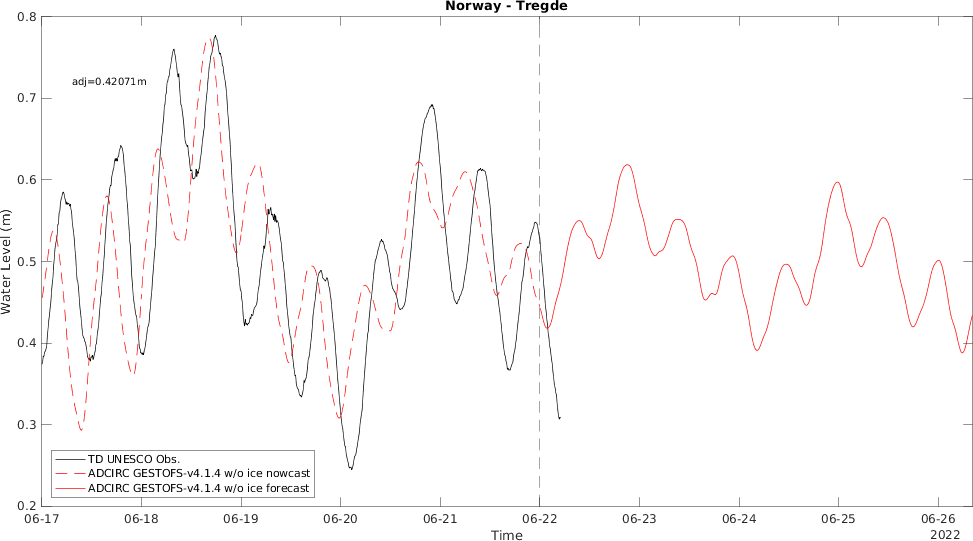 Norway - Tregde
0.8
0.7
0.6
0.5
0.4
0.3
0.2
Water Level (m)
adj=0.42071m
TD UNESCO Obs.
ADCIRC GESTOFS-v4.1.4 w/o ice nowcast
ADCIRC GESTOFS-v4.1.4 w/o ice forecast
06-17 06-18 06-19 06-20 06-21 06-22 06-23 06-24 06-25 06-26
2022
Time